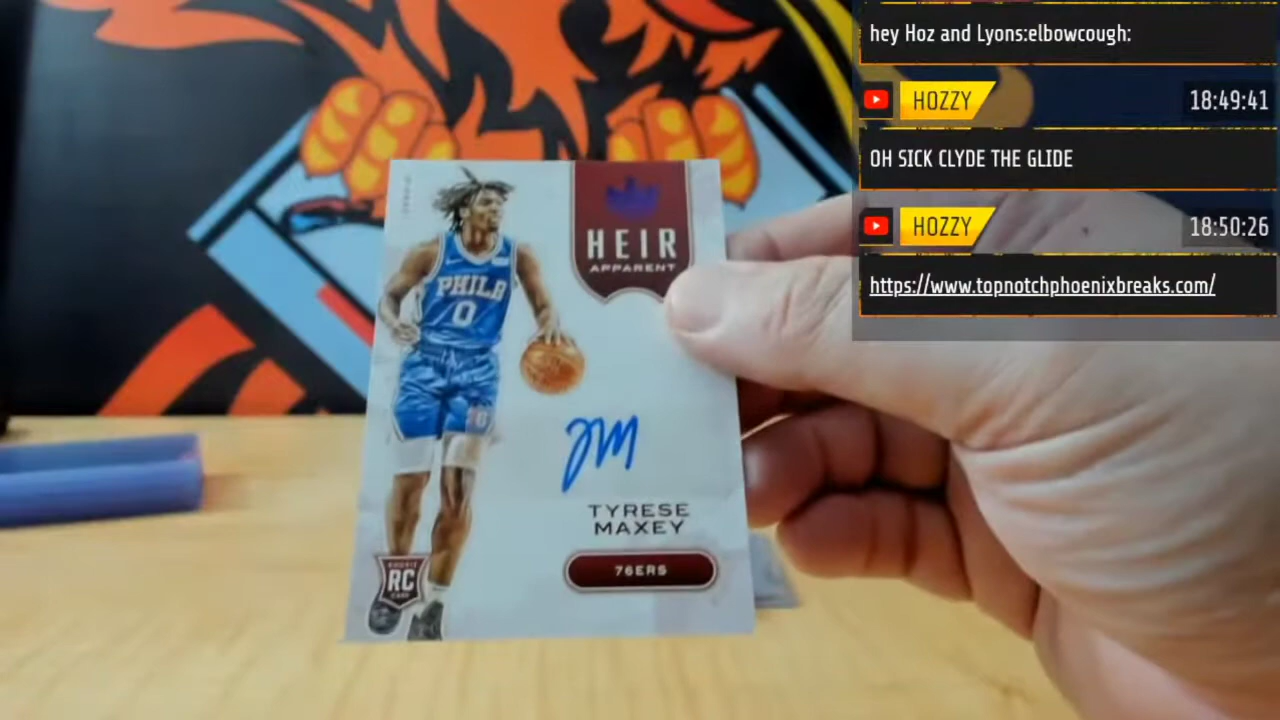 hey Hoz and Lyons:elbowcough:
HOZZY
18:49:41
OH SICK CLYDE THE GLIDE
HOZZY
18:50:26
https://www.topnotchphoenixbreaks.com/
HEIR
APPARENT
PHILA
0
TYRESE
MAXEY
76ERS
ROOKIE
RC
CARD